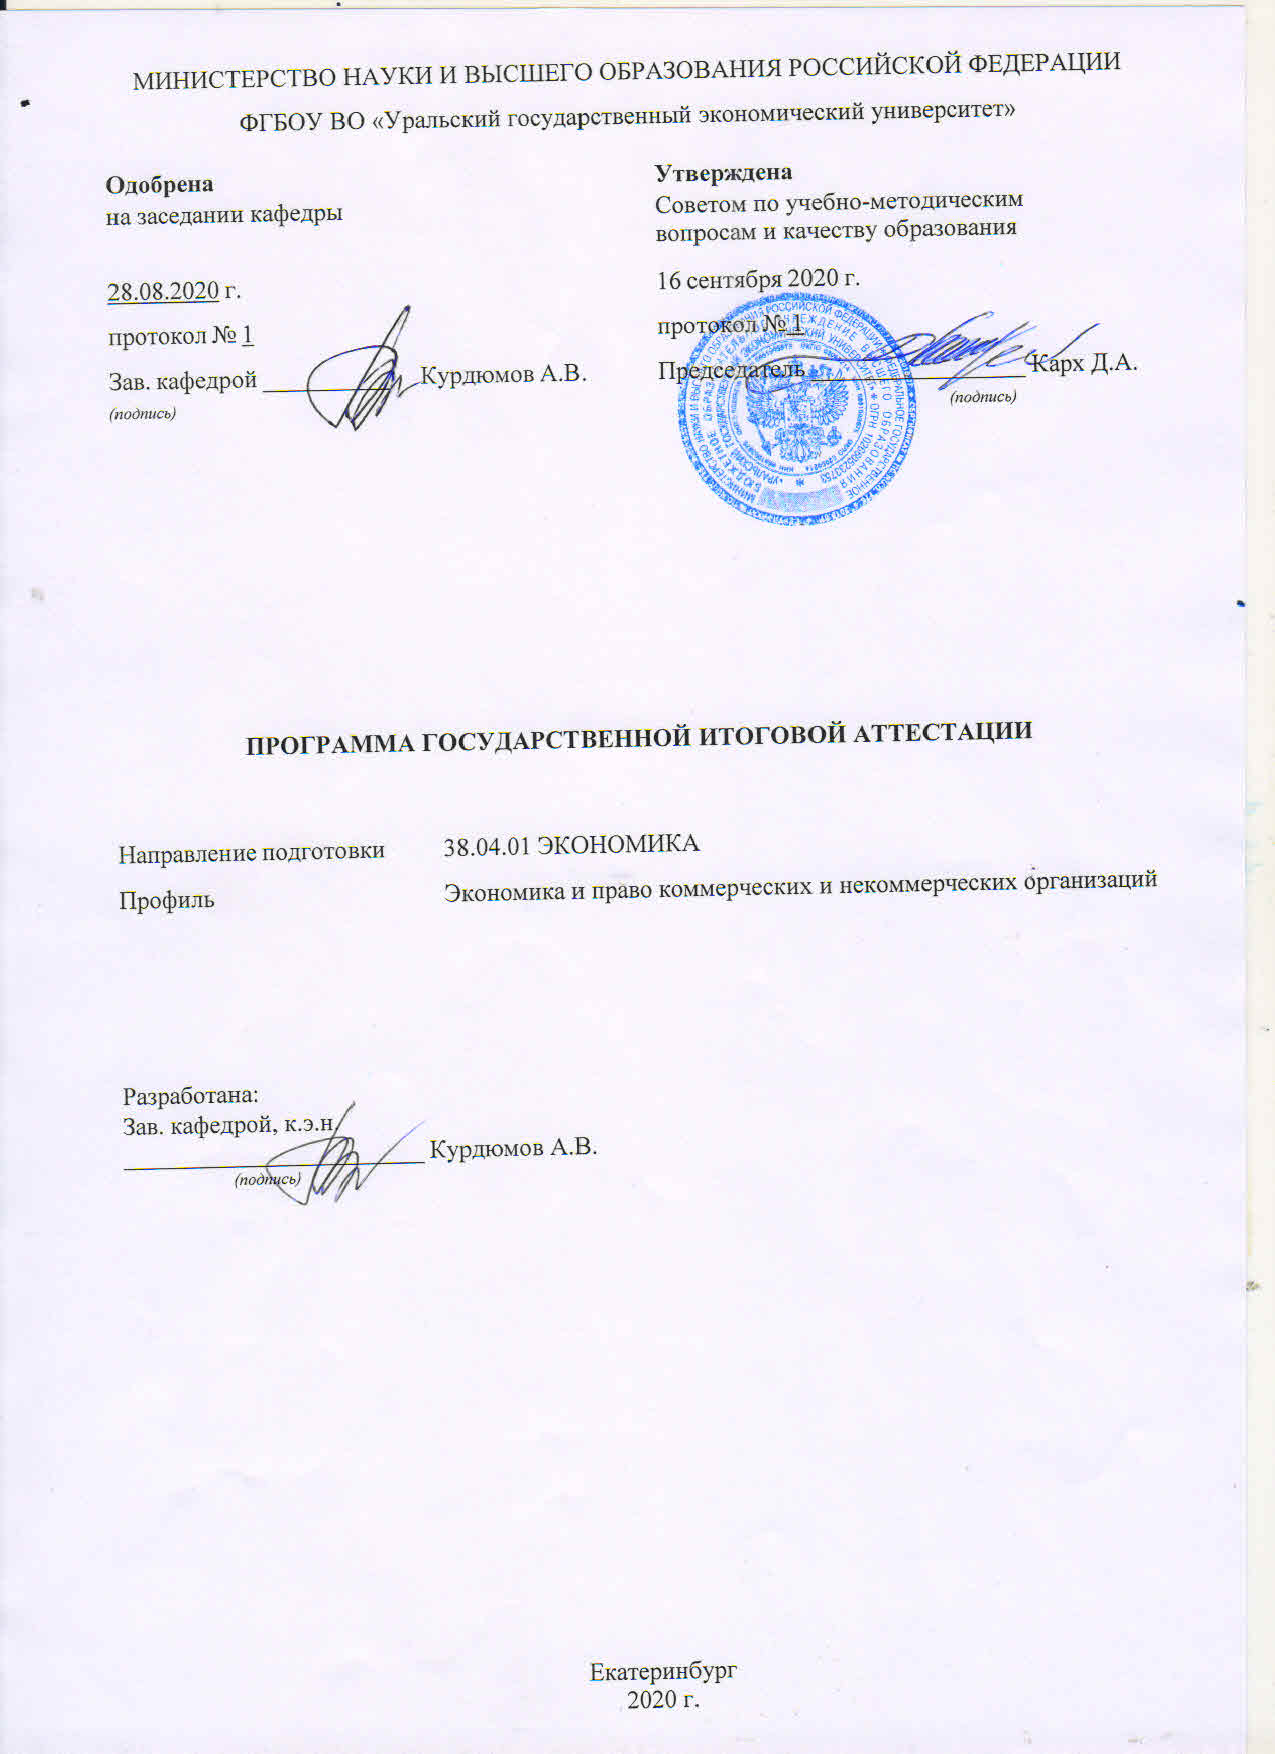 МИНИСТЕРСТВО НАУКИ И ВЫСШЕГО ОБРАЗОВАНИЯ РОССИЙСКОЙ ФЕДЕРАЦИИ
ФГБОУ ВО «Уральский государственный экономический университет»
Одобрена
на заседании кафедры
28.08.2020 г.
протокол № 1
Зав. кафедрой Курдюмов А.В.
(подпись)
Утверждена
Советом по учебно-методическим
вопросам и качеству образования
16 сентября 2020 г.
протокол № 1
Председатель Карх Д.А.
(подпись)
ПРОГРАММА ГОСУДАРСТВЕННОЙ ИТОГОВОЙ АТТЕСТАЦИИ
Направление подготовки 38.04.01 ЭКОНОМИКА
Профиль Экономика и право коммерческих и некоммерческих организаций
Разработана:
Зав. кафедрой, к.э.н.
Курдюмов А.В.
(подпись)
Екатеринбург
2020 г.